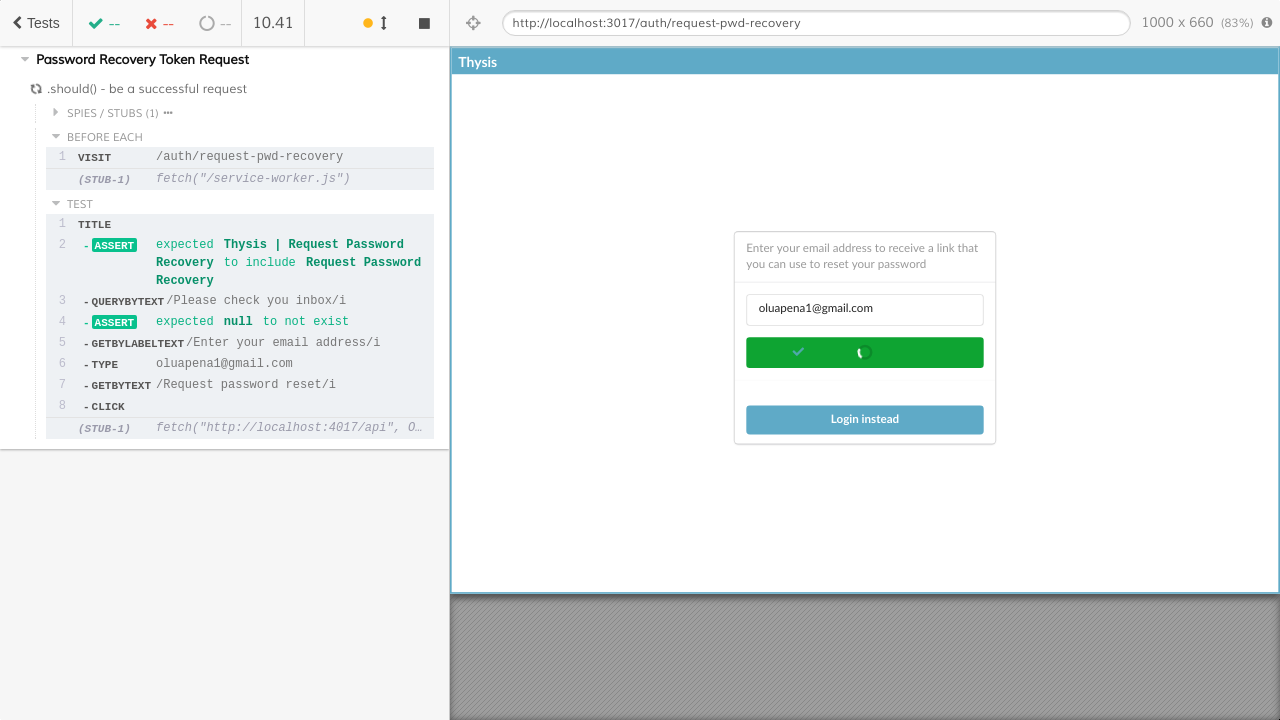 Tests -- -- -- 10.41 http://localhost:3017/auth/request-pwd-recovery 1000 x 660 (83%)
Password Recovery Token Request
.should() - be a successful request
SPIES / STUBS (1)
BEFORE EACH
1 VISIT /auth/request-pwd-recovery
(STUB-1) fetch("/service-worker.js")
TEST
1 TITLE
2 - ASSERT expected Thysis | Request Password
Recovery to include Request Password
Recovery
3 - QUERYBYTEXT /Please check you inbox/i
4 - ASSERT expected null to not exist
5 - GETBYLABELTEXT /Enter your email address/i
6 - TYPE oluapena1@gmail.com
7 - GETBYTEXT /Request password reset/i
8 - CLICK
(STUB-1) fetch("http://localhost:4017/api", O…
Thysis
Enter your email address to receive a link that
you can use to reset your password
oluapena1@gmail.com
Login instead